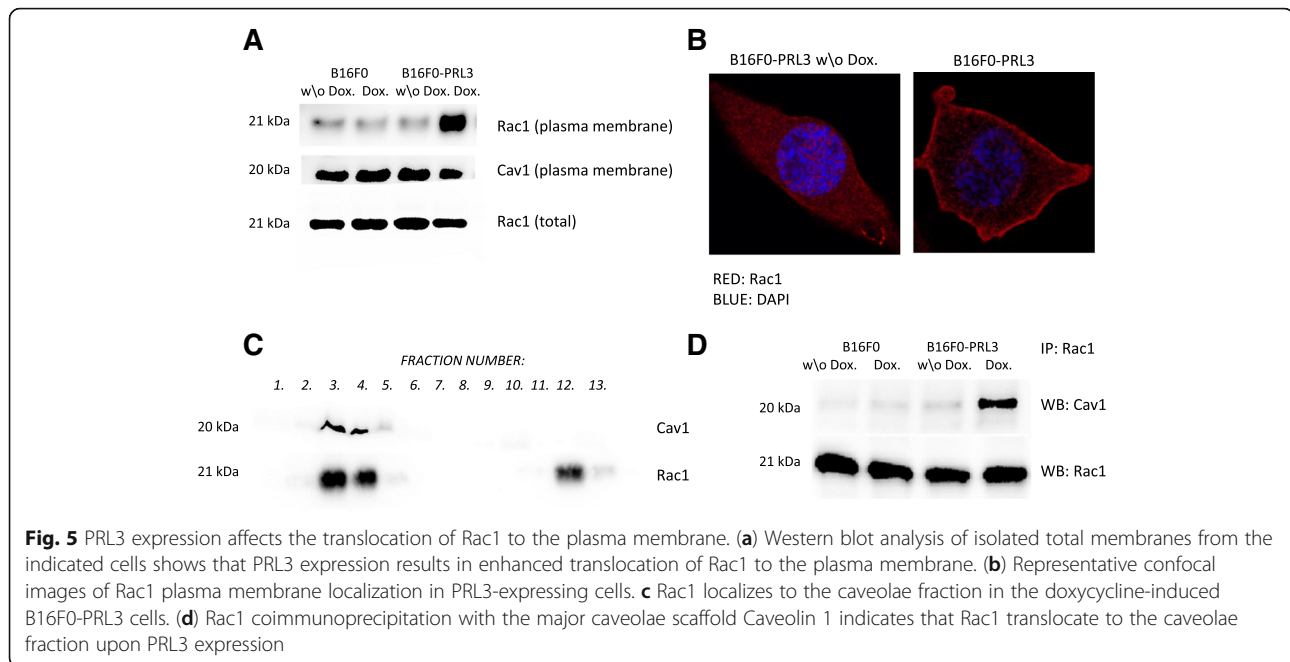 A
B16F0 B16F0-PRL3
w\o Dox. Dox. w\o Dox. Dox.
21 kDa Rac1 (plasma membrane)
20 kDa Cav1 (plasma membrane)
21 kDa Rac1 (total)
B
B16F0-PRL3 w\o Dox. B16F0-PRL3
RED: Rac1
BLUE: DAPI
C
FRACTION NUMBER:
1. 2. 3. 4. 5. 6. 7. 8. 9. 10. 11. 12. 13.
20 kDa Cav1
21 kDa Rac1
D
B16F0 B16F0-PRL3 IP: Rac1
w\o Dox. Dox. w\o Dox. Dox.
20 kDa WB: Cav1
21 kDa WB: Rac1
Fig. 5 PRL3 expression affects the translocation of Rac1 to the plasma membrane. (a) Western blot analysis of isolated total membranes from the
indicated cells shows that PRL3 expression results in enhanced translocation of Rac1 to the plasma membrane. (b) Representative confocal
images of Rac1 plasma membrane localization in PRL3-expressing cells. c Rac1 localizes to the caveolae fraction in the doxycycline-induced
B16F0-PRL3 cells. (d) Rac1 coimmunoprecipitation with the major caveolae scaffold Caveolin 1 indicates that Rac1 translocate to the caveolae
fraction upon PRL3 expression